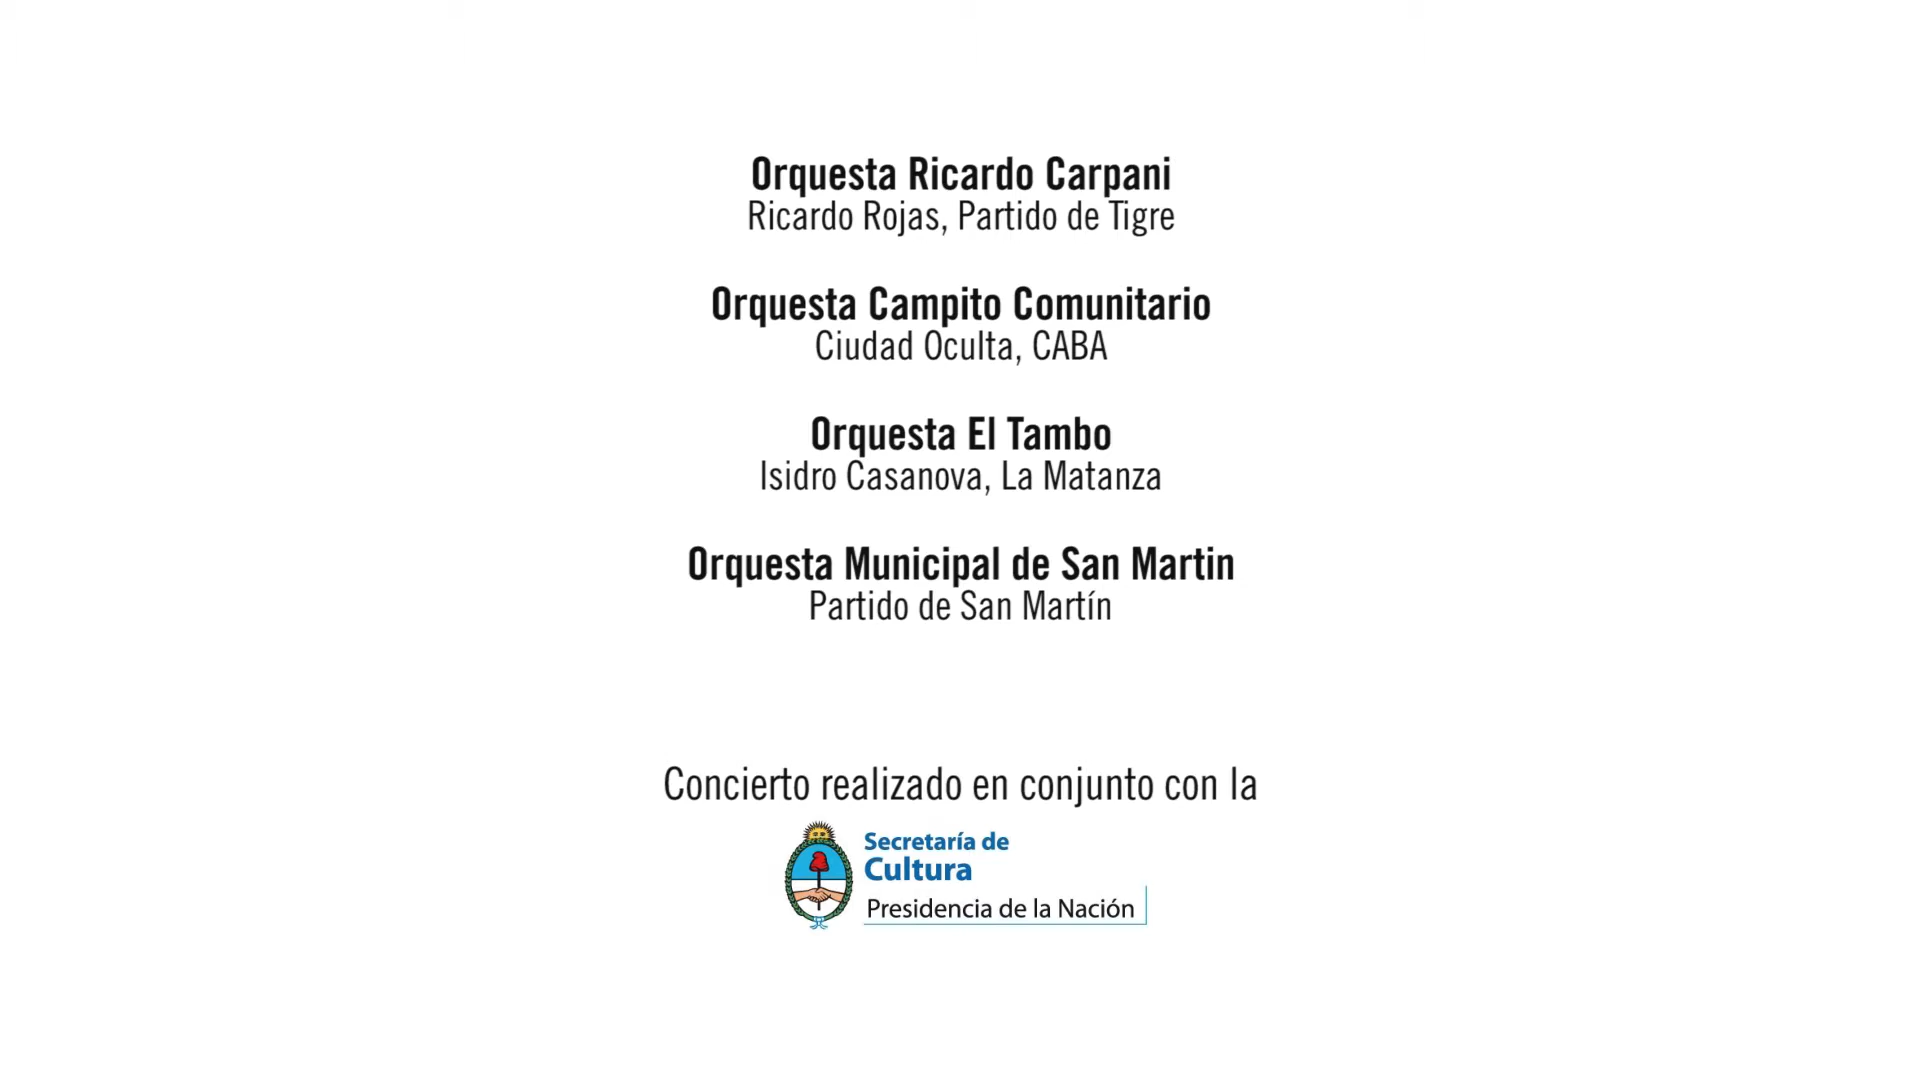 Orquesta Ricardo Carpani
Ricardo Rojas, Partido de Tigre
Orquesta Campito Comunitario
Ciudad Oculta, CABA
Orquesta El Tambo
Isidro Casanova, La Matanza
Orquesta Municipal de San Martin
Partido de San Martín
Concierto realizado en conjunto con la
Secretaría de
Cultura
Presidencia de la Nación